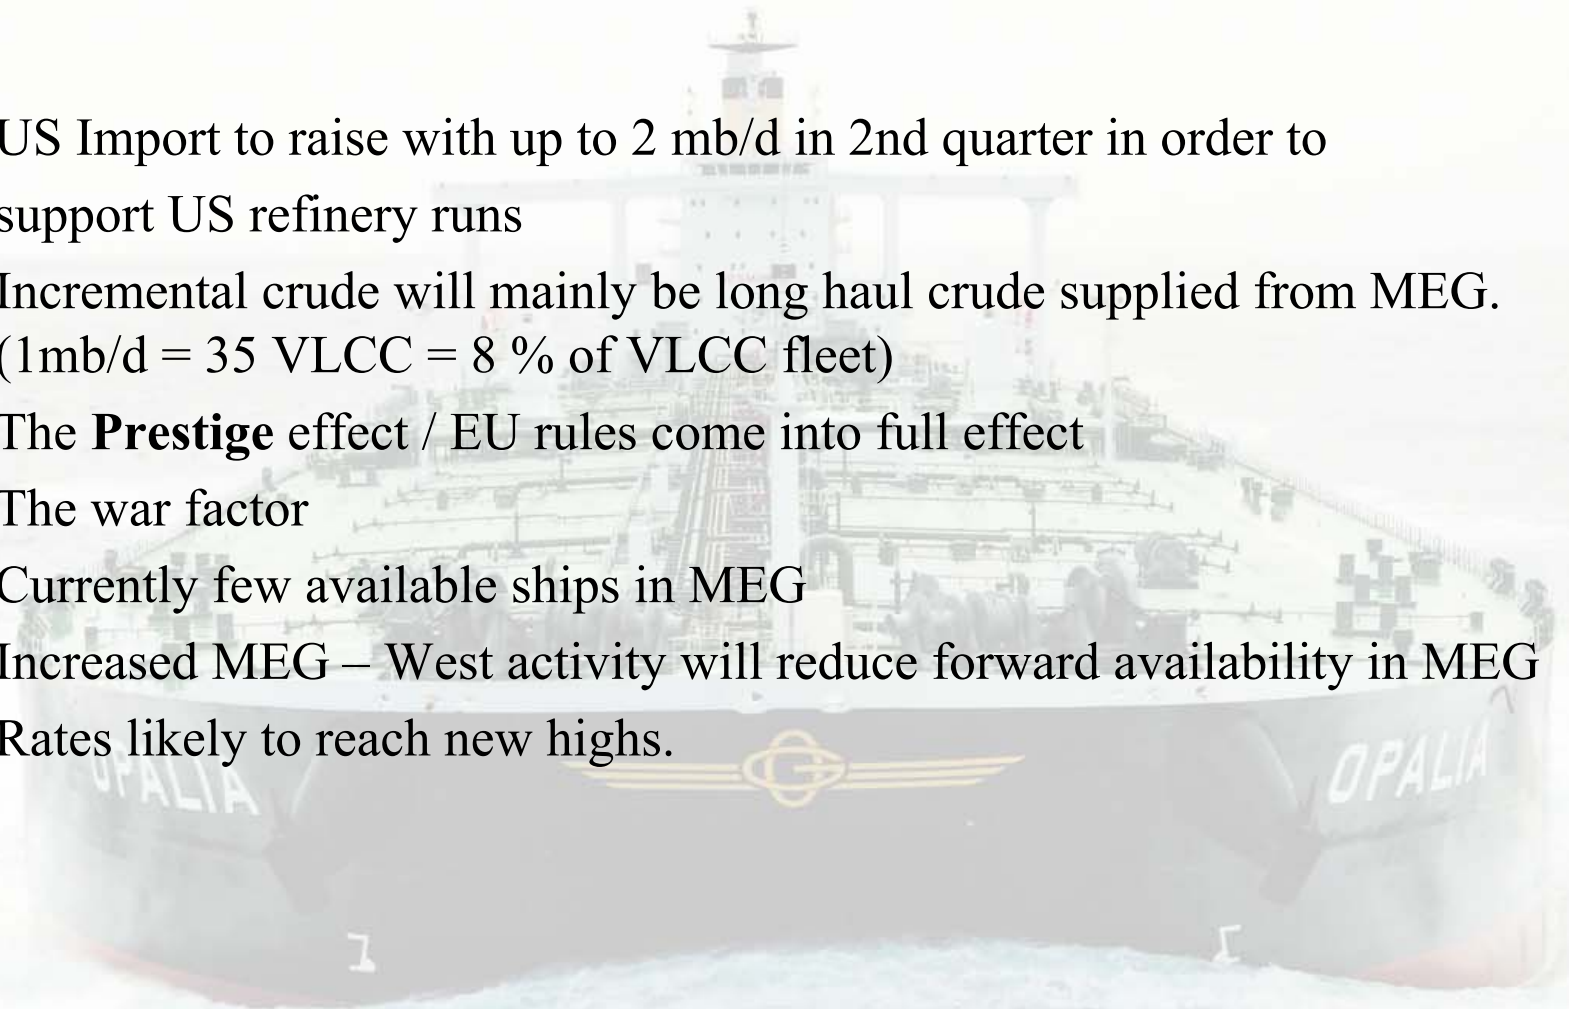 US Import to raise with up to 2 mb/d in 2nd quarter in order to
support US refinery runs
Incremental crude will mainly be long haul crude supplied from MEG.
(1mb/d = 35 VLCC = 8 % of VLCC fleet)
The Prestige effect / EU rules come into full effect
The war factor
Currently few available ships in MEG
Increased MEG – West activity will reduce forward availability in MEG
Rates likely to reach new highs.
OPALIA
OPALIA